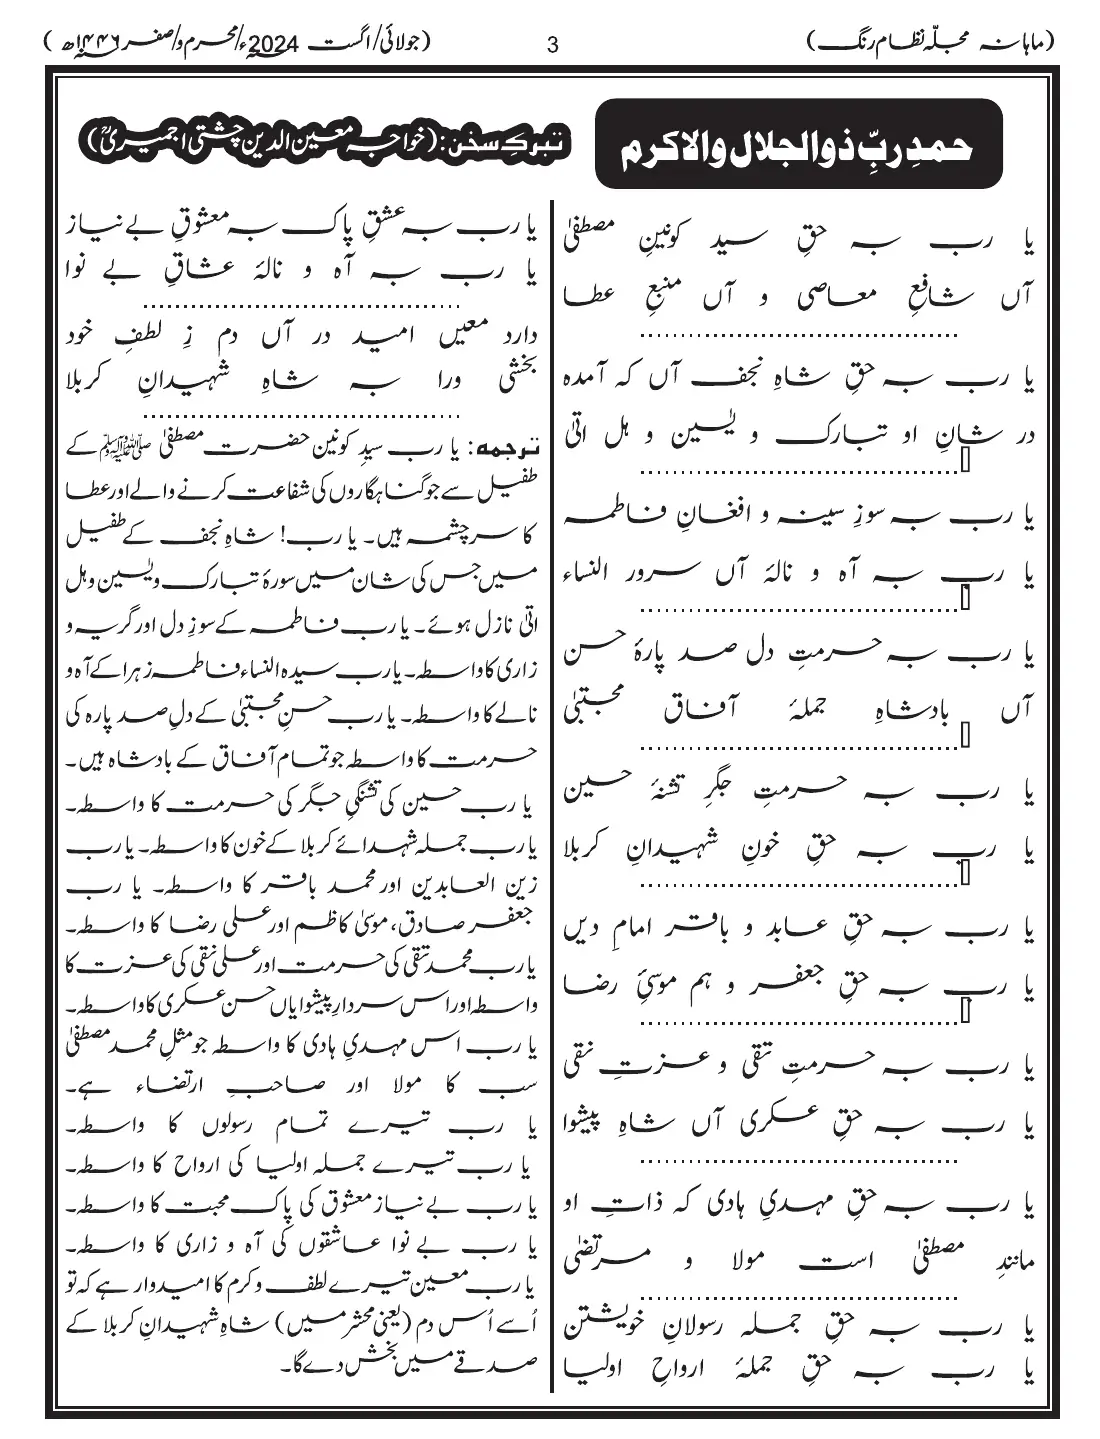 (ماہانہ مجلّہ نظام رنگ)
3
(جولائی/اگست 2024ء/محرم و صفر ۱۴۴۶ھ)
حمدِ ربِّ ذوالجلال والاکرم
تبرکِ سخن: (خواجہ معین الدین چشتی اجمیریؒ)
یا رب بہ حقِ سید کونینِ مصطفیٰ
آں شافعِ معاصی و آں منبعِ عطا
یا رب بہ حقِ شاہِ نجف آں کہ آمدہ
در شانِ او تبارک و یٰسین و ہل اتیٰ
یا رب بہ سوزِ سینہ و افغانِ فاطمہ
یا رب بہ آہ و نالۂ آں سرور النساء
یا رب بہ حرمتِ دل صد پارۂ حسن
آں بادشاہِ جملۂ آفاق مجتبیٰ
یا رب بہ حرمتِ جگرِ تشنۂ حسین
یا رب بہ حقِ خونِ شہیدانِ کربلا
یا رب بہ حقِ عابد و باقر امامِ دیں
یا رب بہ حقِ جعفر و ہم موسیِٰ رضا
یا رب بہ حرمتِ تقی و عزتِ نقی
یا رب بہ حقِ عسکری آں شاہِ پیشوا
یا رب بہ حقِ مہدیِ ہادی کہ ذاتِ او
مانندِ مصطفیٰ است مولا و مرتضٰی
یا رب بہ حقِ جملہ رسولانِ خویشتن
یا رب بہ حقِ جملۂ ارواحِ اولیا
یا رب بہ عشقِ پاک بہ معشوقِ بے نیاز
یا رب بہ آہ و نالۂ عشاقِ بے نوا
دارد معیں امید در آں دم زِ لطفِ خود
بخشی ورا بہ شاہِ شہیدانِ کربلا
ترجمہ: یا رب سیدِ کونین حضرت مصطفیٰ ﷺ کے
طفیل سے جو گناہگاروں کی شفاعت کرنے والے اور عطا
کا سرچشمہ ہیں۔ یا رب! شاہِ نجف کے طفیل
میں جس کی شان میں سورۂ تبارک و یٰسین و ہل
اتیٰ نازل ہوئے۔ یا رب فاطمہ کے سوزِ دل اور گریہ و
زاری کا واسطہ۔ یارب سیدہ النساء فاطمہ زہرا کے آہ و
نالے کا واسطہ۔ یا رب حسنِ مجتبیٰ کے دلِ صد پارہ کی
حرمت کا واسطہ جو تمام آفاق کے بادشاہ ہیں۔
یا رب حسین کی تشنگیِ جگر کی حرمت کا واسطہ۔
یا رب جملہ شہدائے کربلا کے خون کا واسطہ۔ یا رب
زین العابدین اور محمد باقر کا واسطہ۔ یا رب
جعفر صادق، موسیٰ کاظم اور علی رضا کا واسطہ۔
یا رب محمد تقی کی حرمت اور علی نقی کی عزت کا
واسطہ اور اس سردارِ پیشوایاں حسن عسکری کا واسطہ۔
یا رب اس مہدیِ ہادی کا واسطہ جو مثلِ محمد مصطفیٰ
سب کا مولا اور صاحبِ ارتضاء ہے۔
یا رب تیرے تمام رسولوں کا واسطہ۔
یا رب تیرے جملہ اولیا کی ارواح کا واسطہ۔
یا رب بے نیاز معشوق کی پاک محبت کا واسطہ۔
یا رب بے نوا عاشقوں کی آہ و زاری کا واسطہ۔
یا رب معین تیرے لطف و کرم کا امیدوار ہے کہ تو
اُسے اُس دم (یعنی محشر میں) شاہِ شہیدانِ کربلا کے
صدقے میں بخش دے گا۔